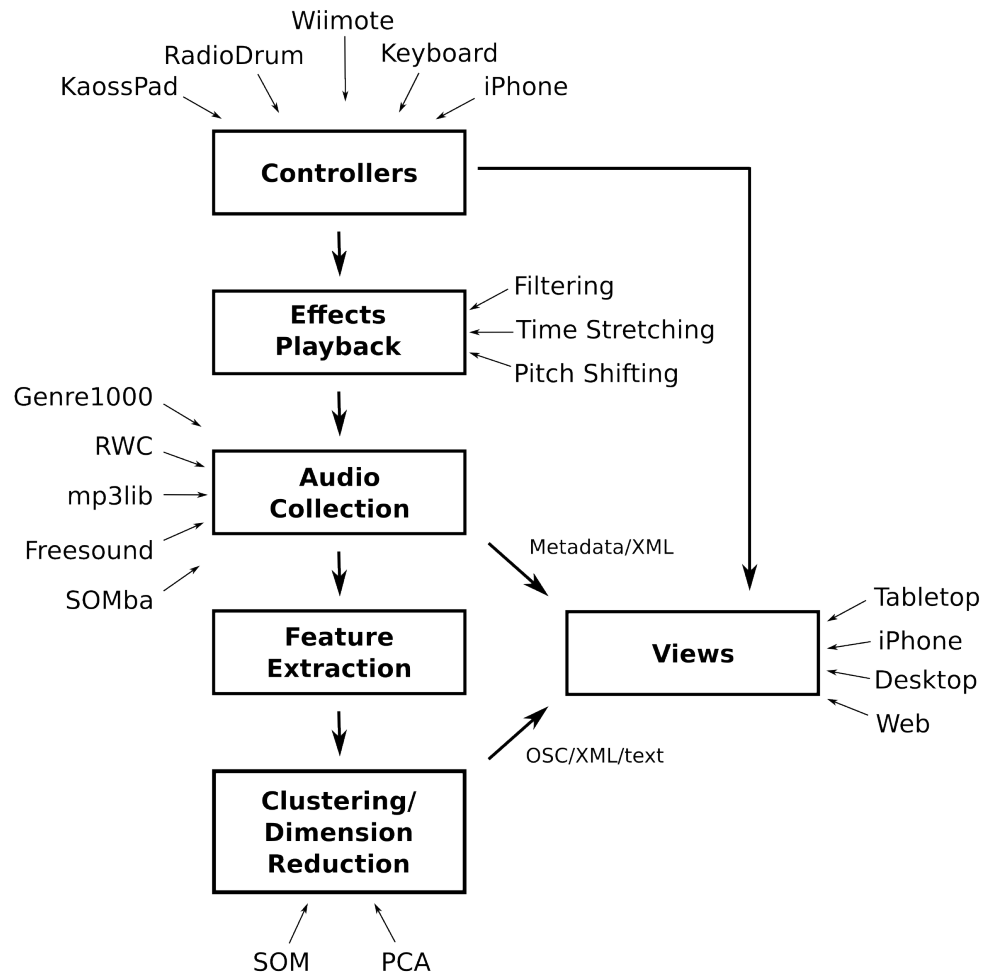 Wiimote
RadioDrum
Keyboard
KaossPad
iPhone
Controllers
Effects
Playback
Filtering
Time Stretching
Pitch Shifting
Genre1000
RWC
mp3lib
Freesound
SOMba
Audio
Collection
Metadata/XML
Feature
Extraction
Views
Tabletop
iPhone
Desktop
Web
OSC/XML/text
Clustering/
Dimension
Reduction
SOM
PCA